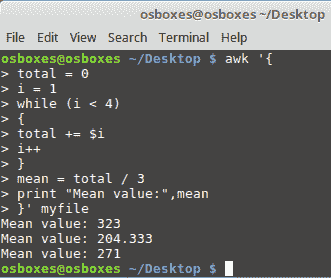 osboxes@osboxes ~/Desktop
File Edit View Search Terminal Help
osboxes@osboxes ~/Desktop $ awk '{
> total = 0
> i = 1
> while (i < 4)
> {
> total += $i
> i++
> }
> mean = total / 3
> print "Mean value:",mean
> }' myfile
Mean value: 323
Mean value: 204.333
Mean value: 271
osboxes@osboxes ~/Desktop $